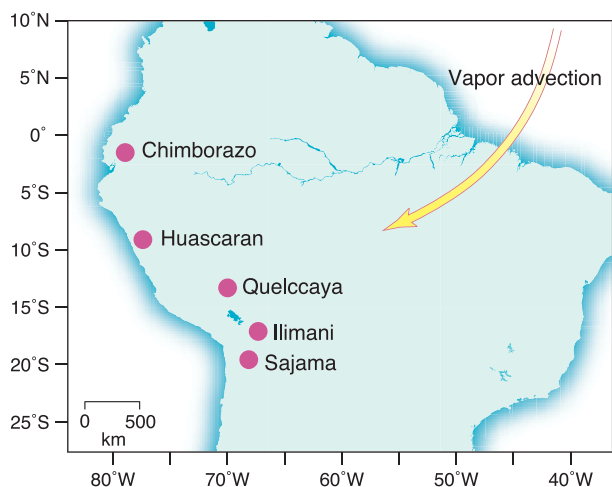 10˚N
5˚N
0˚
5˚S
10˚S
15˚S
20˚S
25˚S
Vapor advection
Chimborazo
Huascaran
Quelccaya
Ilimani
Sajama
0 500
km
80˚W 70˚W 60˚W 50˚W 40˚W